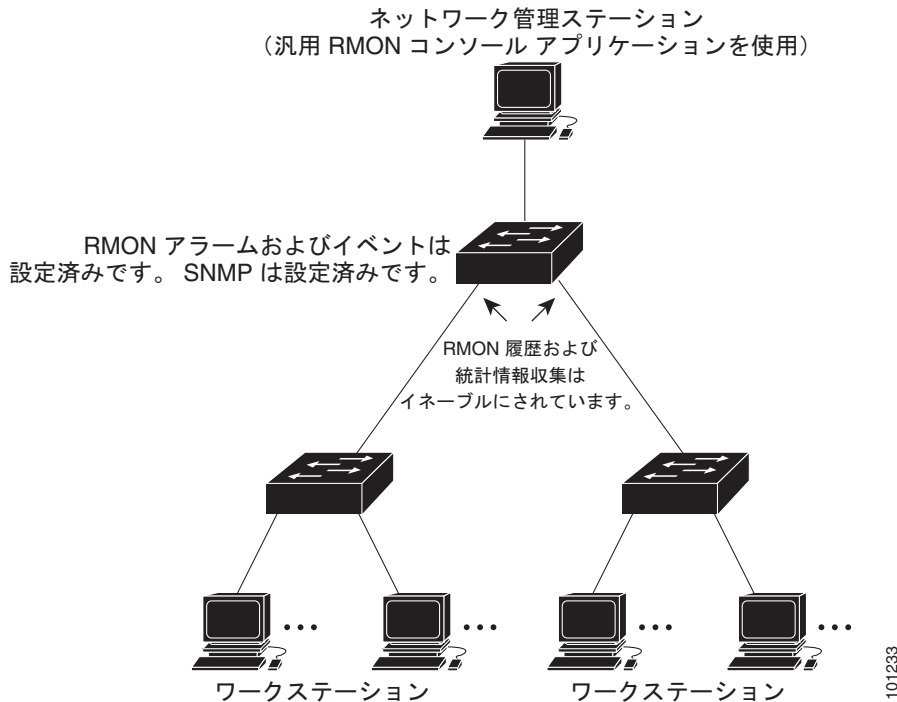 ネットワーク管理ステーション
（汎用 RMON コンソール アプリケーションを使用）
RMON アラームおよびイベントは
設定済みです。 SNMP は設定済みです。
RMON 履歴および
統計情報収集は
イネーブルにされています。
ワークステーション
ワークステーション
101233